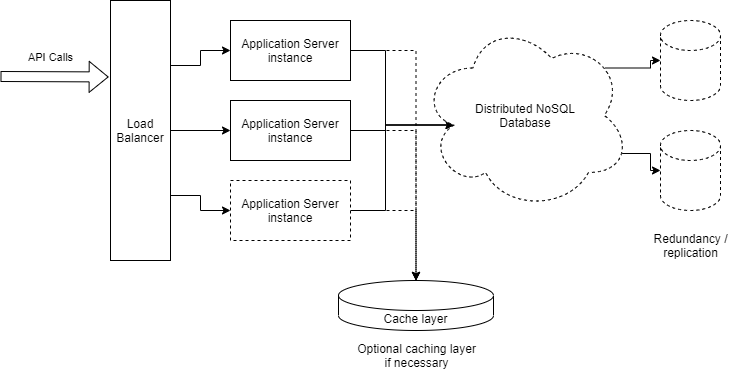 API Calls
Load
Balancer
Application Server
instance
Application Server
instance
Application Server
instance
Distributed NoSQL
Database
Redundancy /
replication
Cache layer
Optional caching layer
if necessary